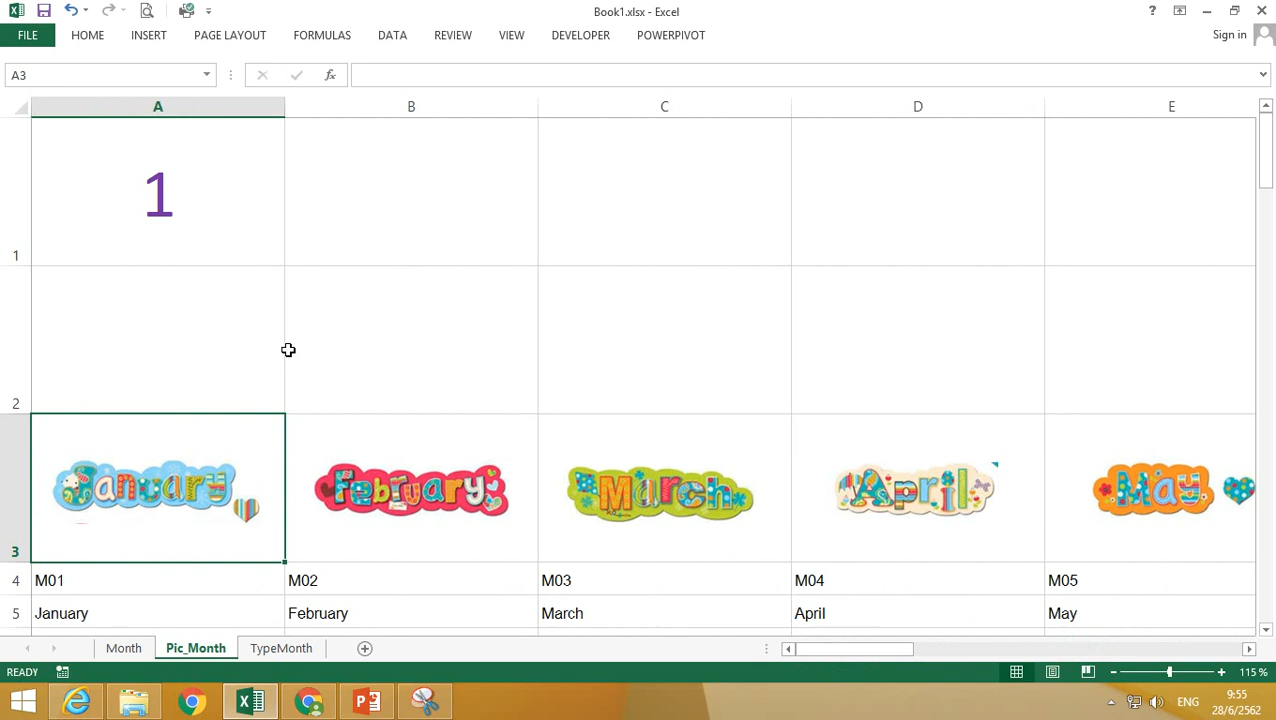 Book1.xlsx - Excel
FILE HOME INSERT PAGE LAYOUT FORMULAS DATA REVIEW VIEW DEVELOPER POWERPIVOT Sign in
A3
A B C D E
1
1
2
January February March April May
3
4 M01 M02 M03 M04 M05
5 January February March April May
Month Pic_Month TypeMonth
READY 115 %
ENG 9:55
28/6/2562